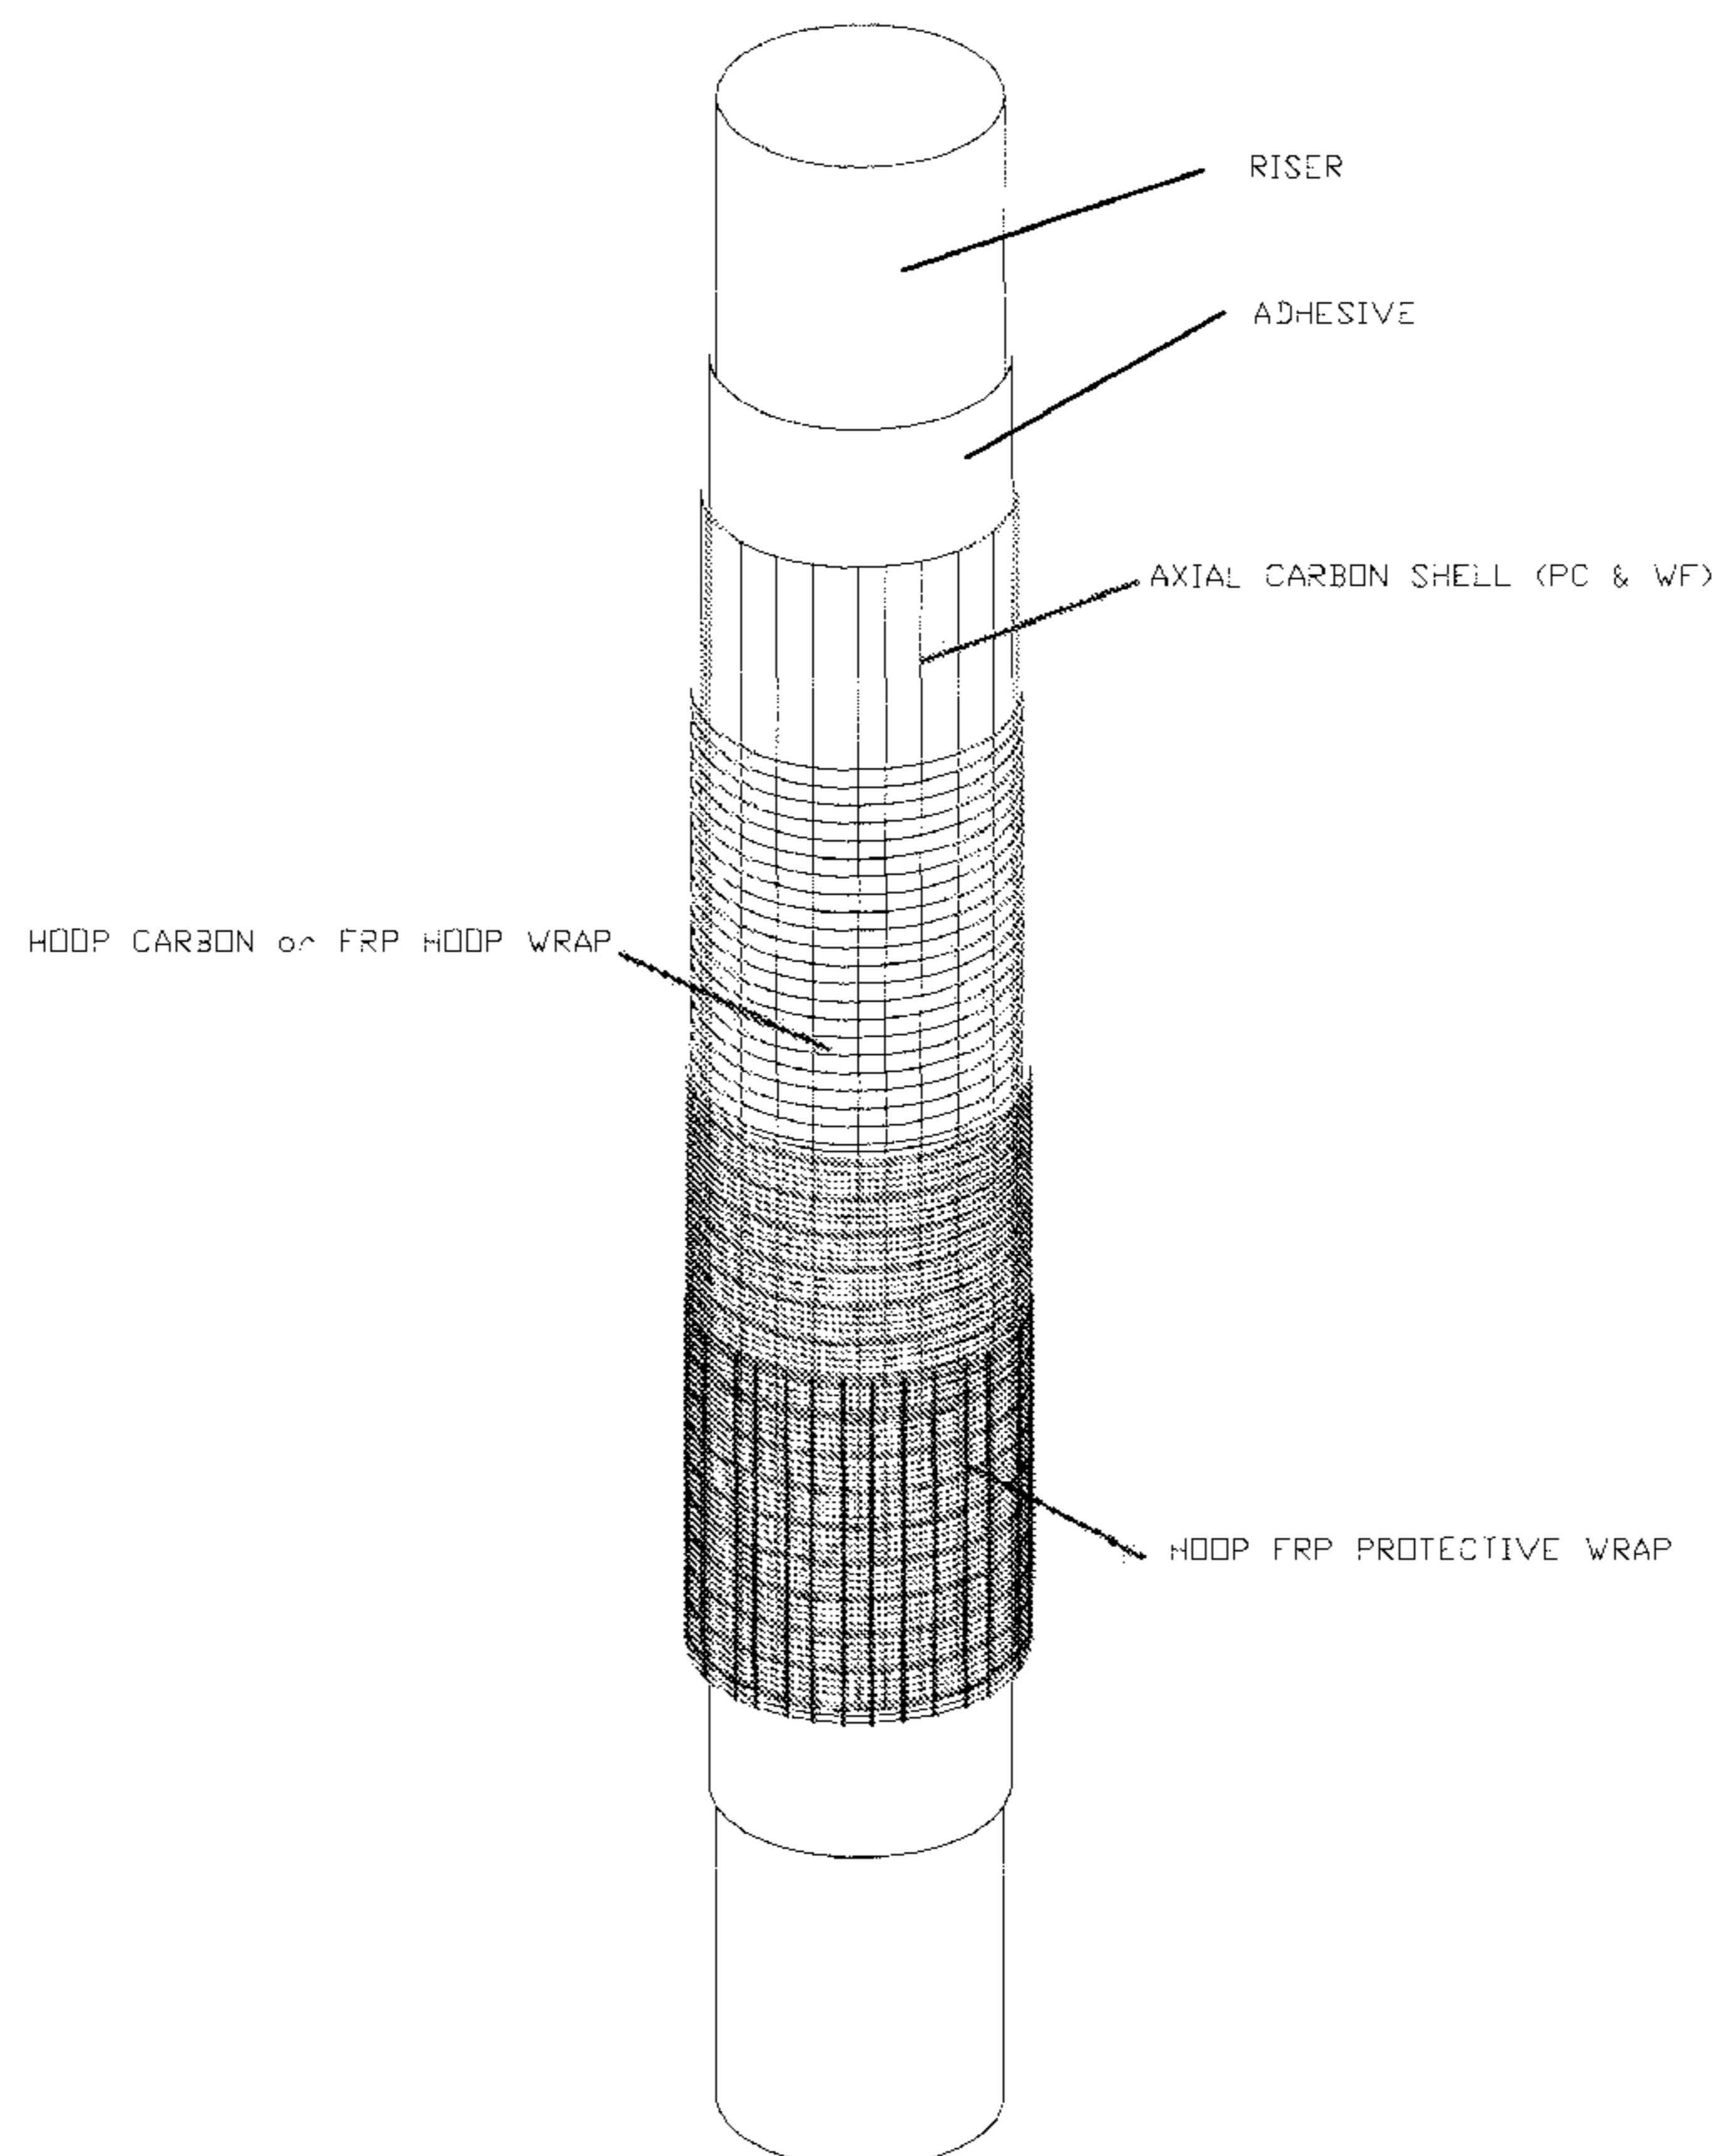 RISER
ADHESIVE
AXIAL CARBON SHELL (PC & WF)
HOOP CARBON or FRP HOOP WRAP
HOOP FRP PROTECTIVE WRAP